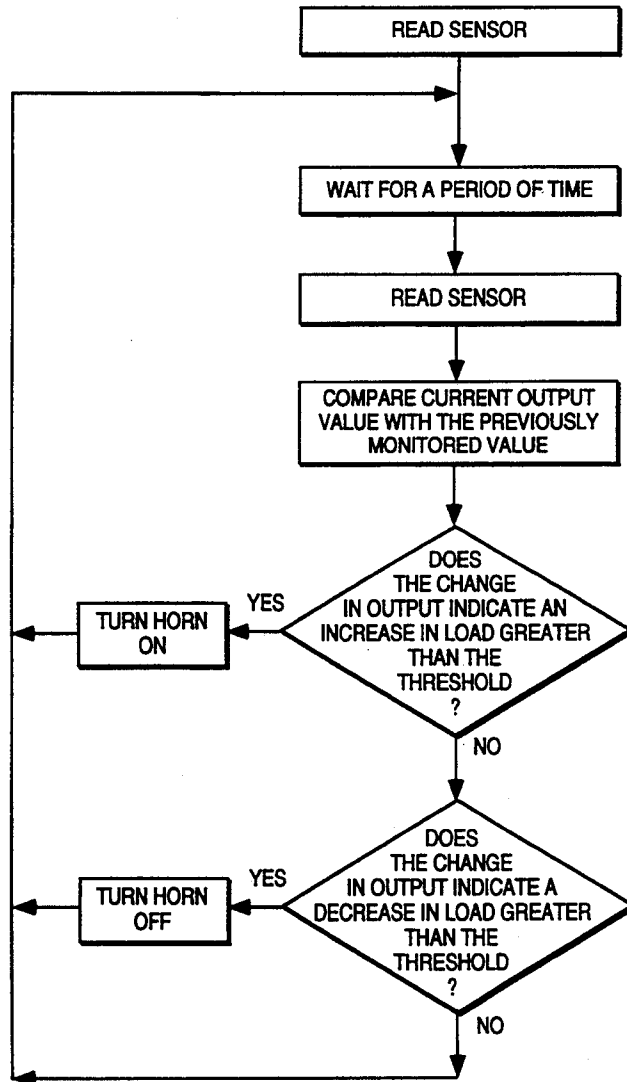 READ SENSOR
WAIT FOR A PERIOD OF TIME
READ SENSOR
COMPARE CURRENT OUTPUT
VALUE WITH THE PREVIOUSLY
MONITORED VALUE
DOES
THE CHANGE
IN OUTPUT INDICATE AN
INCREASE IN LOAD GREATER
THAN THE
THRESHOLD
?
YES
TURN HORN
ON
NO
DOES
THE CHANGE
IN OUTPUT INDICATE A
DECREASE IN LOAD GREATER
THAN THE
THRESHOLD
?
YES
TURN HORN
OFF
NO